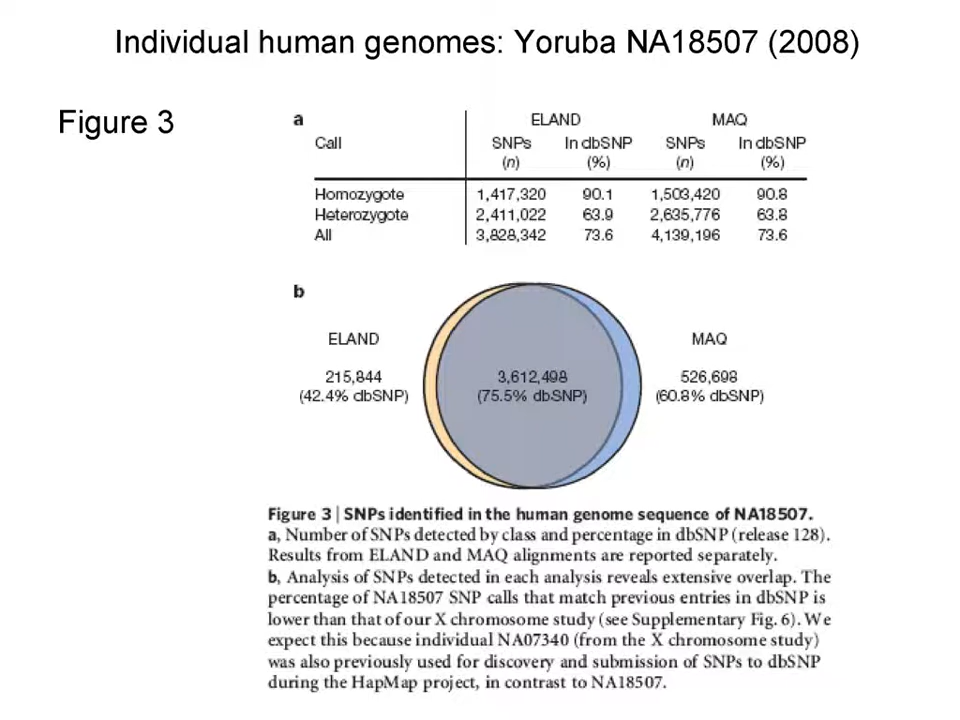 Individual human genomes: Yoruba NA18507 (2008)
Figure 3
a
ELAND MAQ
Call SNPs In dbSNP SNPs In dbSNP
(n) (%) (n) (%)
Homozygote 1,417,320 90.1 1,503,420 90.8
Heterozygote 2,411,022 63.9 2,635,776 63.8
All 3,828,342 73.6 4,139,196 73.6
b
ELAND MAQ
215,844 3,612,498 526,698
(42.4% dbSNP) (75.5% dbSNP) (60.8% dbSNP)
Figure 3 | SNPs identified in the human genome sequence of NA18507.
a, Number of SNPs detected by class and percentage in dbSNP (release 128).
Results from ELAND and MAQ alignments are reported separately.
b, Analysis of SNPs detected in each analysis reveals extensive overlap. The
percentage of NA18507 SNP calls that match previous entries in dbSNP is
lower than that of our X chromosome study (see Supplementary Fig. 6). We
expect this because individual NA07340 (from the X chromosome study)
was also previously used for discovery and submission of SNPs to dbSNP
during the HapMap project, in contrast to NA18507.